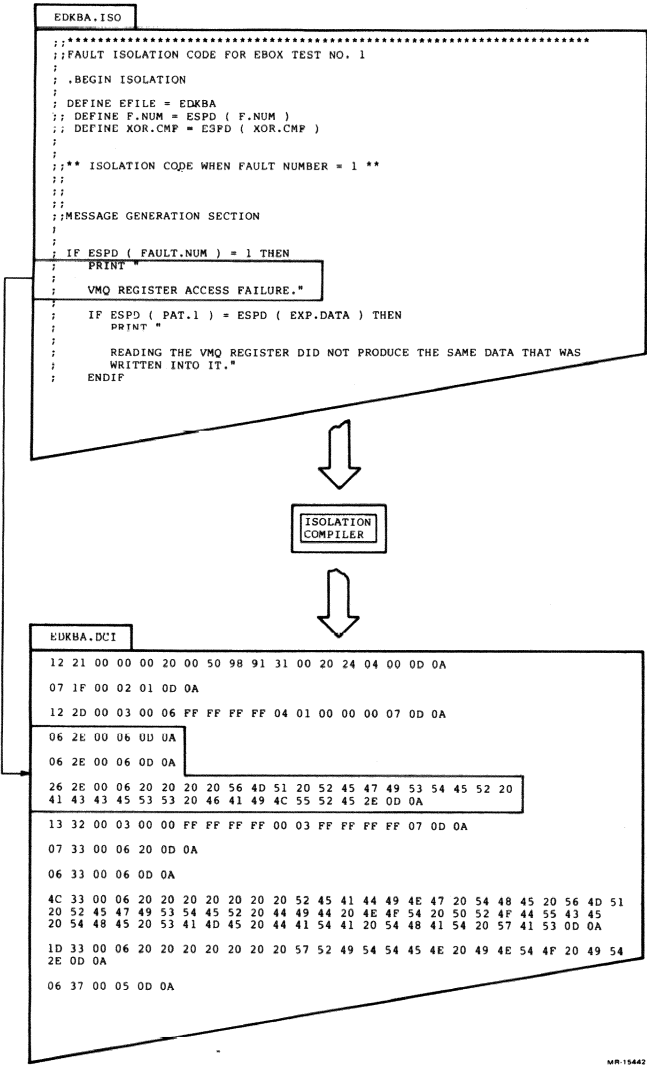 EDKBA.ISO
;;************************************************************************
;;FAULT ISOLATION CODE FOR EBOX TEST NO. 1
;
; .BEGIN ISOLATION
;
; DEFINE EFILE = EDKBA
;; DEFINE F.NUM = ESPD ( F.NUM )
;; DEFINE XOR.CMP = ESPD ( XOR.CMP )
;
;
;;** ISOLATION CODE WHEN FAULT NUMBER = 1 **
;;
;;
;;
;;MESSAGE GENERATION SECTION
;
;
; IF ESPD ( FAULT.NUM ) = 1 THEN
; PRINT "
;
; VMQ REGISTER ACCESS FAILURE."
;
; IF ESPD ( PAT.1 ) = ESPD ( EXP.DATA ) THEN
; PRINT "
;
; READING THE VMQ REGISTER DID NOT PRODUCE THE SAME DATA THAT WAS
; WRITTEN INTO IT."
; ENDIF
ISOLATION
COMPILER
EDKBA.DCI
12 21 00 00 00 20 00 50 98 91 31 00 20 24 04 00 0D 0A
07 1F 00 02 01 0D 0A
12 2D 00 03 00 06 FF FF FF FF 04 01 00 00 00 07 0D 0A
06 2E 00 06 0D 0A
06 2E 00 06 0D 0A
26 2E 00 06 20 20 20 20 56 4D 51 20 52 45 47 49 53 54 45 52 20
41 43 43 45 53 53 20 46 41 49 4C 55 52 45 2E 0D 0A
13 32 00 03 00 00 FF FF FF FF 00 03 FF FF FF FF 07 0D 0A
07 33 00 06 20 0D 0A
06 33 00 06 0D 0A
4C 33 00 06 20 20 20 20 20 20 20 52 45 41 44 49 4E 47 20 54 48 45 20 56 4D 51
20 52 45 47 49 53 54 45 52 20 44 49 44 20 4E 4F 54 20 50 52 4F 44 55 43 45
20 54 48 45 20 53 41 4D 45 20 44 41 54 41 20 54 48 41 54 20 57 41 53 0D 0A
1D 33 00 06 20 20 20 20 20 20 20 57 52 49 54 54 45 4E 20 49 4E 54 4F 20 49 54
2E 0D 0A
06 37 00 05 0D 0A
MR-15442